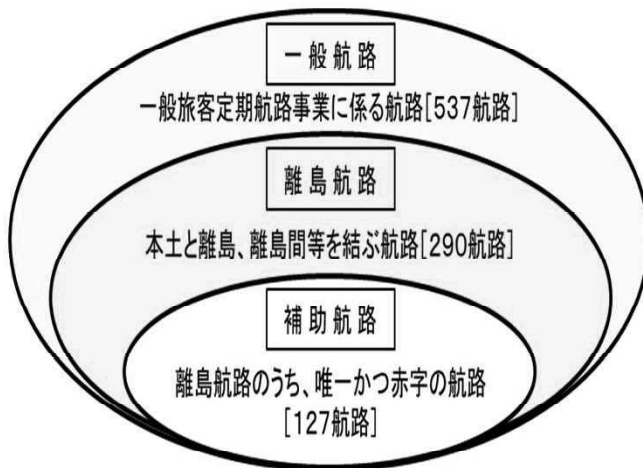 一般航路
一般旅客定期航路事業に係る航路[537航路]
離島航路
本土と離島、離島間等を結ぶ航路[290航路]
補助航路
離島航路のうち、唯一かつ赤字の航路
[127航路]